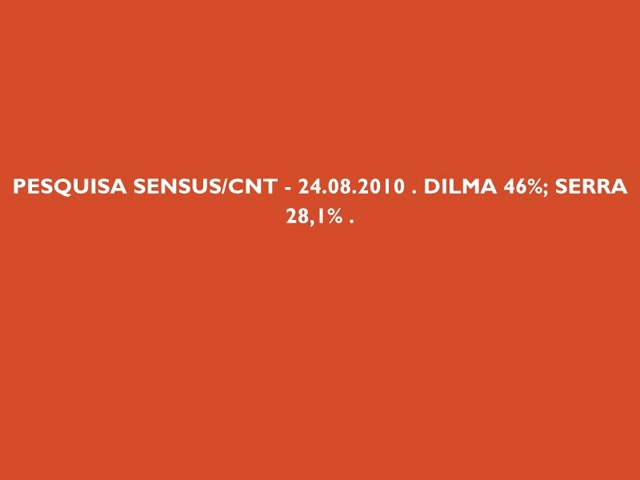 PESQUISA SENSUS/CNT - 24.08.2010 . DILMA 46%; SERRA
28,1% .